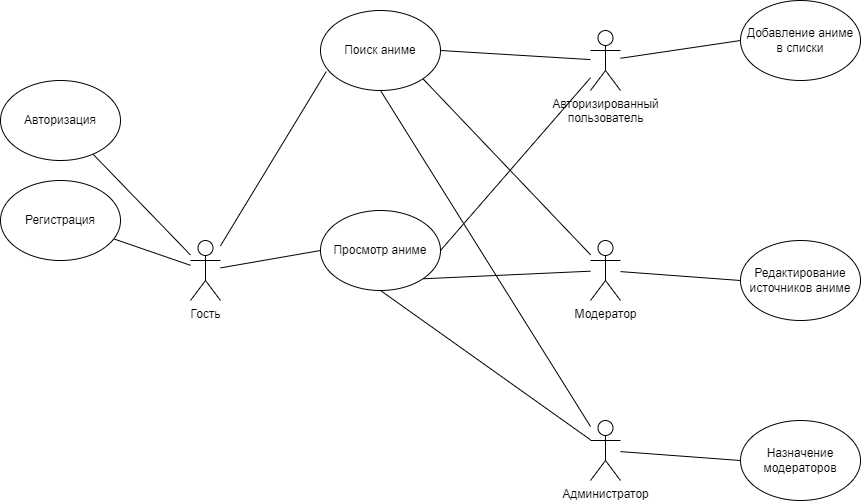 Поиск аниме
Добавление аниме
в списки
Авторизированный
пользователь
Авторизация
Регистрация
Просмотр аниме
Гость
Модератор
Редактирование
источников аниме
Администратор
Назначение
модераторов